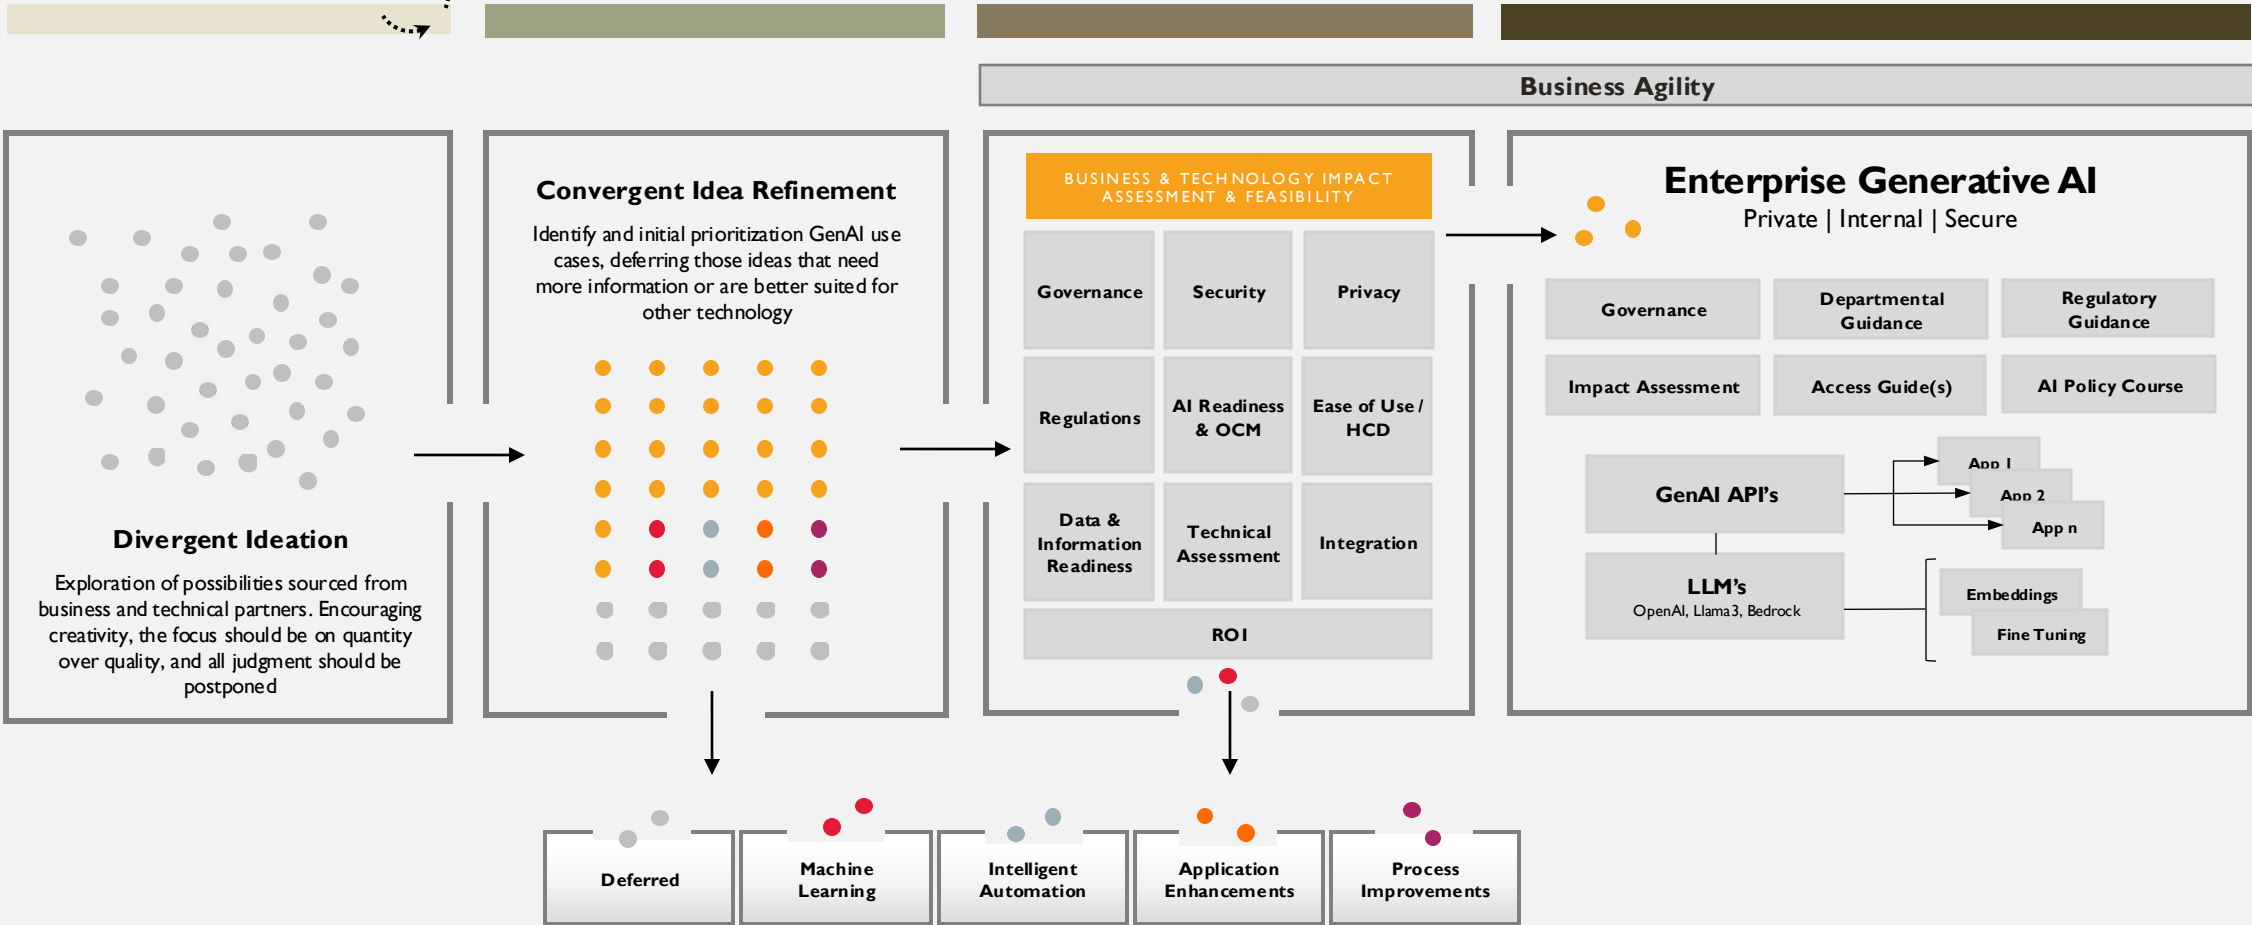 Business Agility
Divergent Ideation
Exploration of possibilities sourced from
business and technical partners. Encouraging
creativity, the focus should be on quantity
over quality, and all judgment should be
postponed
Convergent Idea Refinement
Identify and initial prioritization GenAI use
cases, deferring those ideas that need
more information or are better suited for
other technology
BUSINESS & TECHNOLOGY IMPACT
ASSESSMENT & FEASIBILITY
Governance
Security
Privacy
Regulations
AI Readiness
& OCM
Ease of Use /
HCD
Data &
Information
Readiness
Technical
Assessment
Integration
ROI
Enterprise Generative AI
Private | Internal | Secure
Governance
Departmental
Guidance
Regulatory
Guidance
Impact Assessment
Access Guide(s)
AI Policy Course
GenAI API's
App 1
App 2
App n
LLM's
OpenAI, Llama3, Bedrock
Embeddings
Fine Tuning
Deferred
Machine
Learning
Intelligent
Automation
Application
Enhancements
Process
Improvements